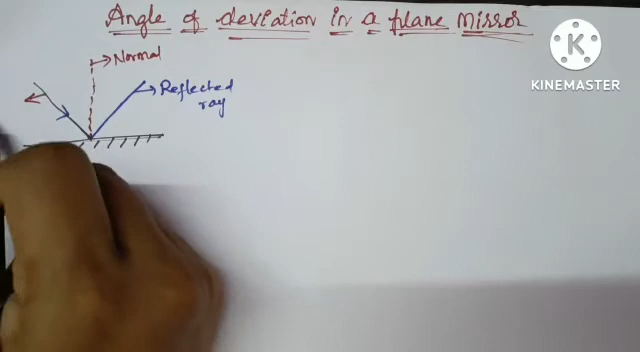 Angle of deviation in a plane mirror
KINEMASTER
Normal
Reflected
ray